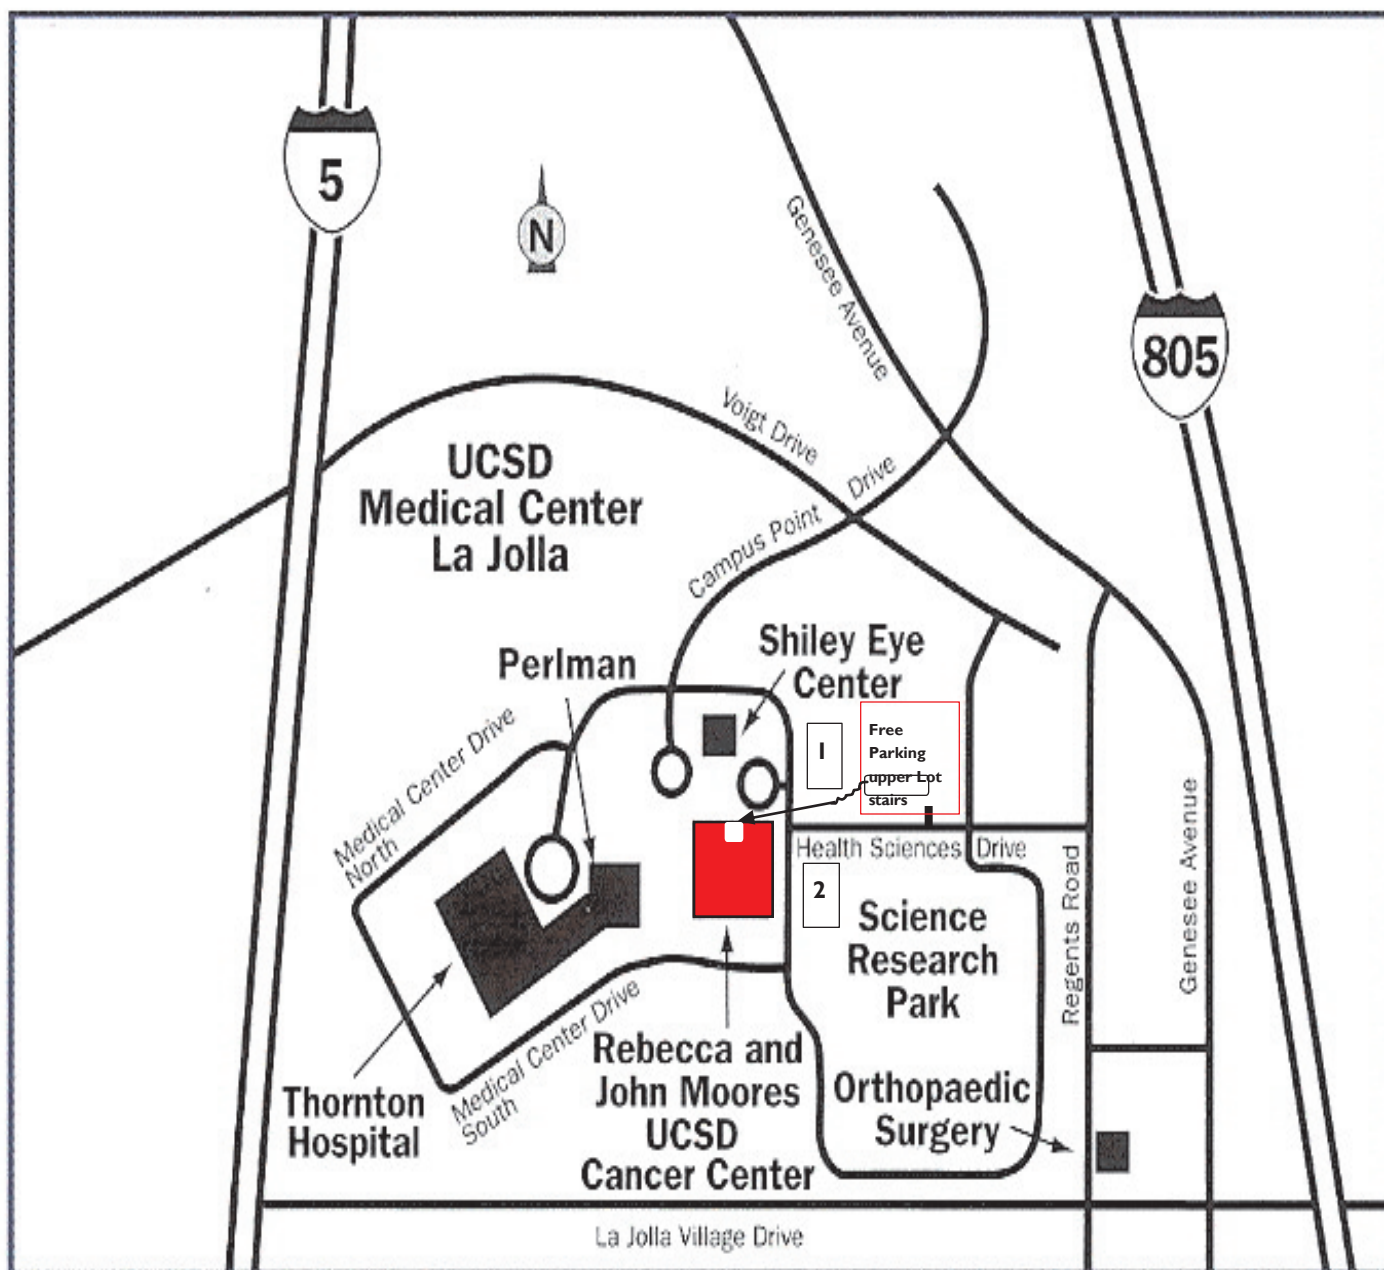 5
N
Genesee Avenue
805
Voigt Drive
UCSD
Medical Center
La Jolla
Campus Point Drive
Shiley Eye
Center
Perlman
Free
Parking
upper Lot
stairs
1
Medical Center Drive
North
Health Sciences Drive
2
Science
Research
Park
Regents Road
Genesee Avenue
Medical Center Drive
South
Rebecca and
John Moores
UCSD
Cancer Center
Orthopaedic
Surgery
Thornton
Hospital
La Jolla Village Drive